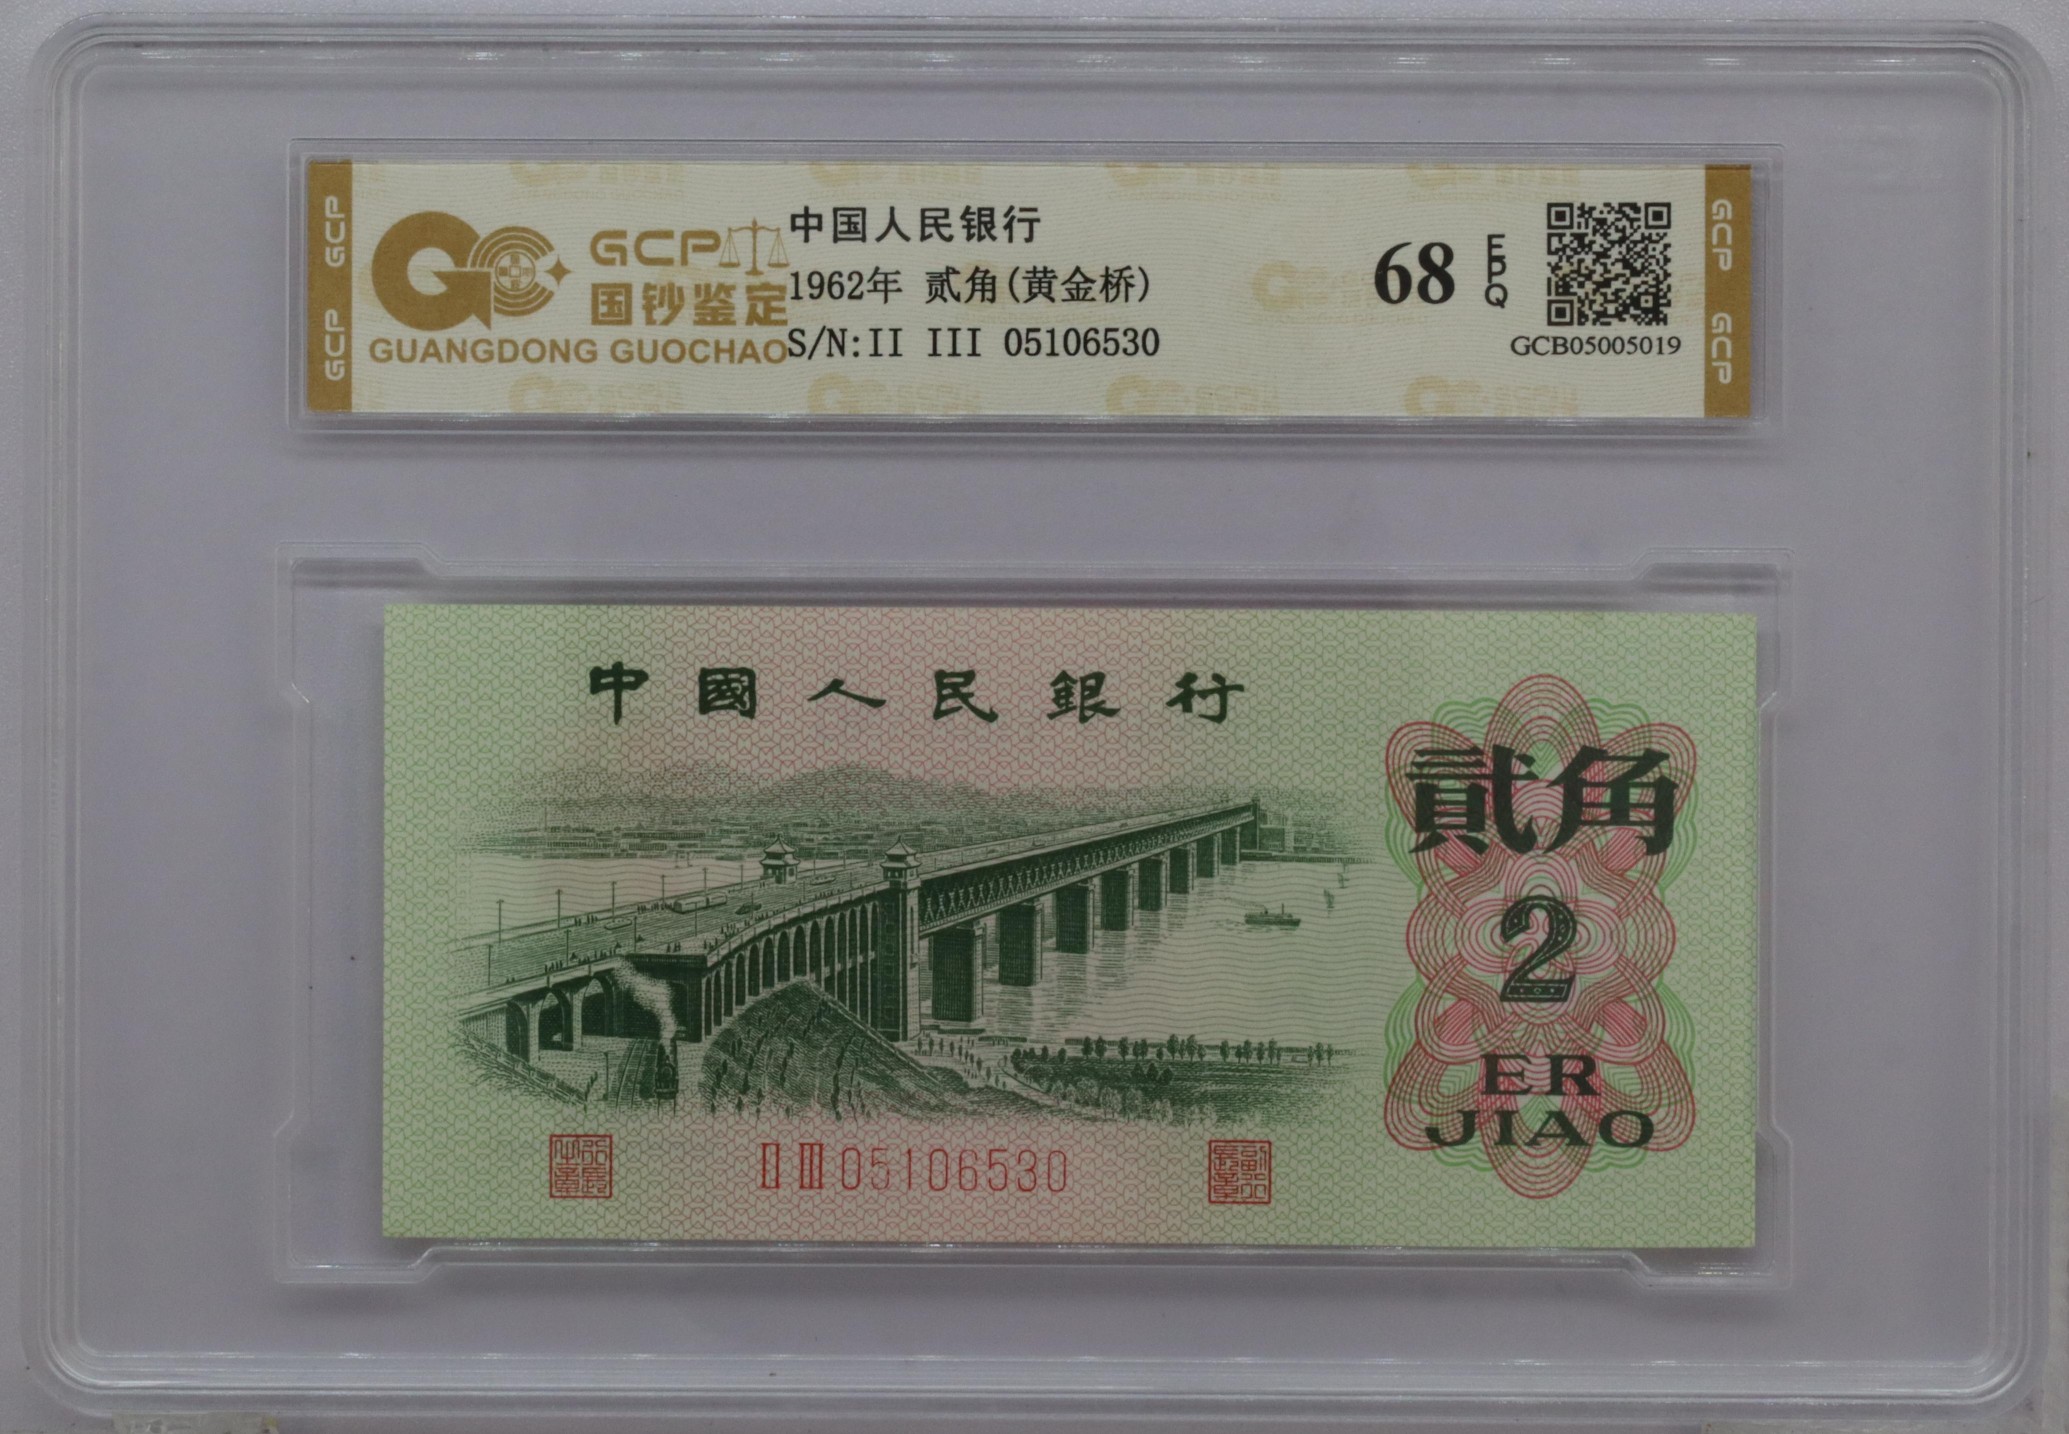 GCP
GCP
GCP
国钞鉴定
GUANGDONG GUOCHAO
中国人民银行
1962年 贰角(黄金桥)
S/N:II III 05106530
68
EPQ
GCB05005019
GCP
GCP
中國人民銀行
貳角
2
ER
JIAO
II III 05106530